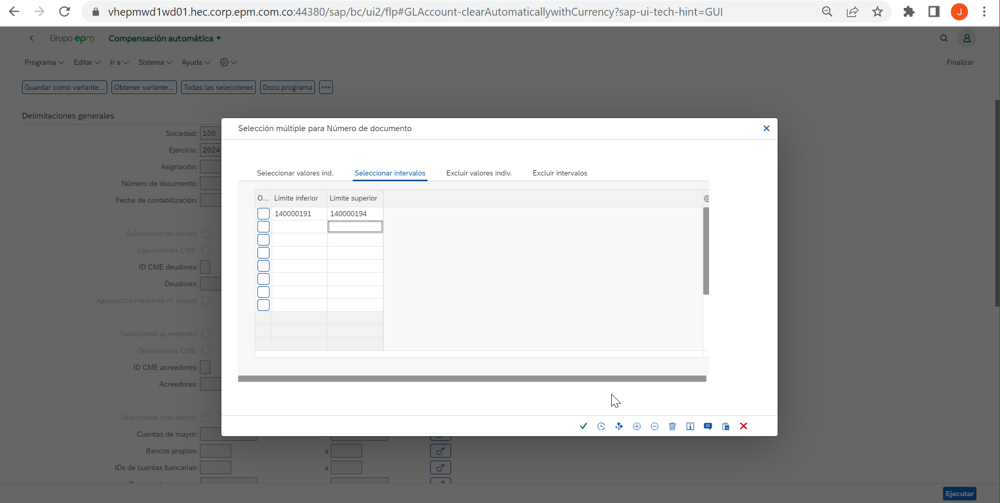 vhepmwd1wd01.hec.corp.epm.com.co:44380/sap/bc/ui2/flp#GLAccount-clearAutomaticallywithCurrency?sap-ui-tech-hint=GUI
J
Grupo·epm Compensación automática
Programa Editar Ir a Sistema Ayuda Finalizar
Guardar como variante... Obtener variante... Todas las selecciones Docu.programa
Delimitaciones generales
Sociedad: 100
Ejercicio: 2024
Asignación:
Número de documento:
Fecha de contabilización:
Seleccionar deudores:
Operaciones CME:
ID CME deudores:
Deudores:
Agrupación mediante nº avisos:
Seleccionar acreedores:
Operaciones CME:
ID CME acreedores:
Acreedores:
Seleccionar ctas.mayor:
Cuentas de mayor:
Bancos propios: a
IDs de cuentas bancarias: a
Selección múltiple para Número de documento
Seleccionar valores ind. Seleccionar intervalos Excluir valores indiv. Excluir intervalos
O... Límite inferior Límite superior
140000191 140000194
Ejecutar